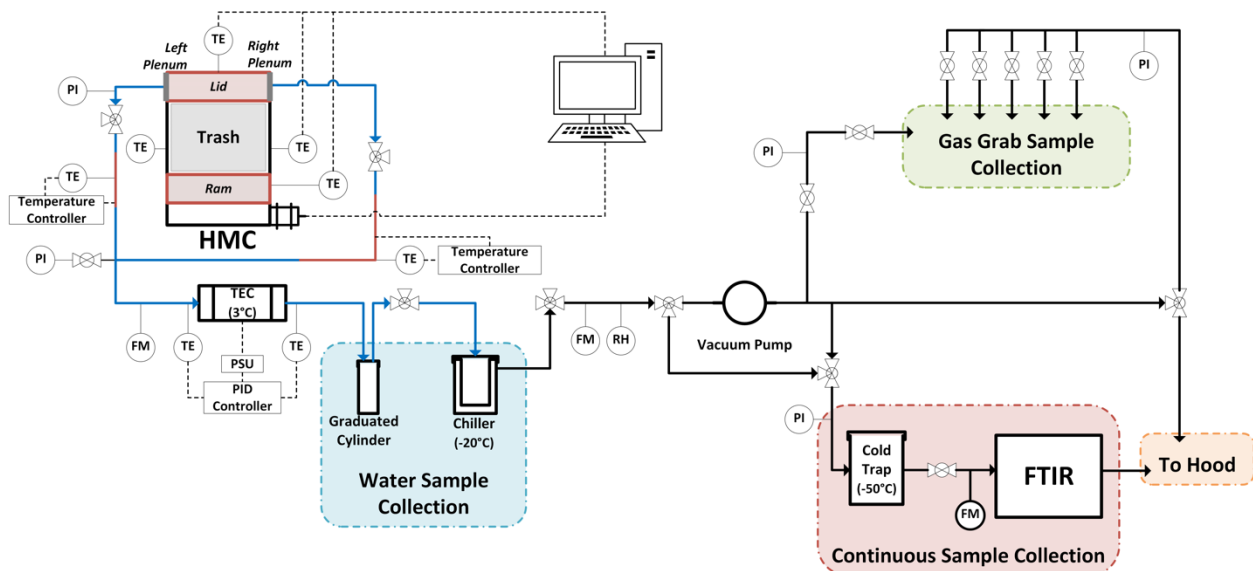 TE
Left
Plenum
Right
Plenum
PI
Lid
Trash
TE
TE
TE
Temperature
Controller
Ram
TE
HMC
PI
TE
Temperature
Controller
TEC
(3°C)
FM
TE
PSU
TE
PID
Controller
Graduated
Cylinder
Chiller
(-20°C)
Water Sample
Collection
FM
RH
Vacuum Pump
PI
PI
Gas Grab Sample
Collection
PI
Cold
Trap
(-50°C)
FM
FTIR
Continuous Sample Collection
To Hood